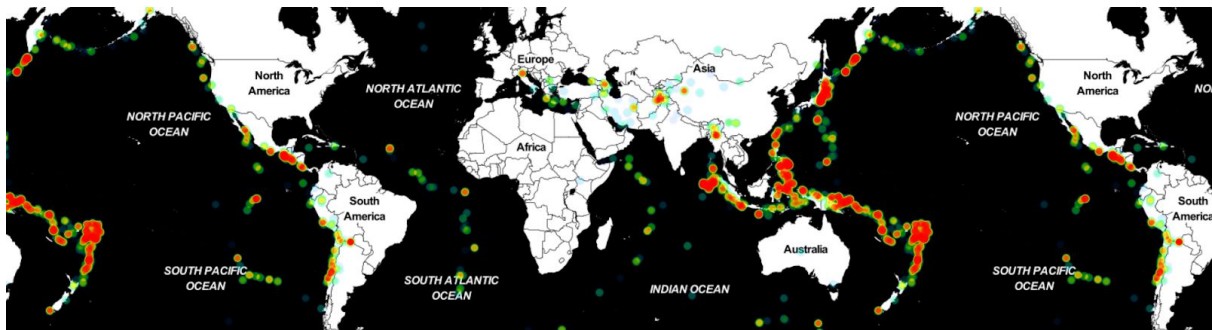 North
America
NORTH PACIFIC
OCEAN
NORTH ATLANTIC
OCEAN
Europe
Asia
Africa
South
America
SOUTH PACIFIC
OCEAN
SOUTH ATLANTIC
OCEAN
INDIAN OCEAN
Australia
NORTH PACIFIC
OCEAN
North
America
South
America
SOUTH PACIFIC
OCEAN
NO